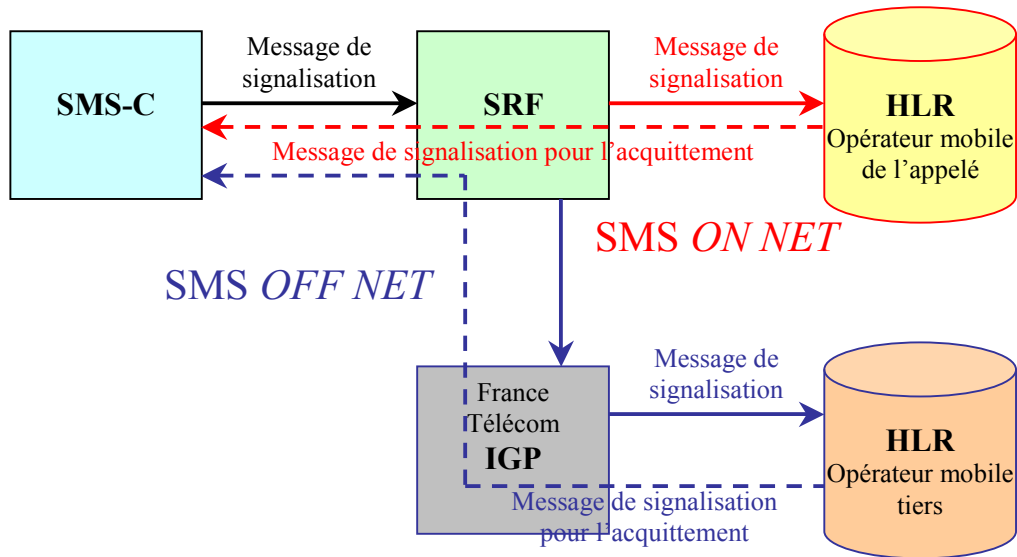 Message de
signalisation
Message de
signalisation
SMS-C
SRF
HLR
Opérateur mobile
de l’appelé
Message de signalisation pour l’acquittement
SMS ON NET
SMS OFF NET
Message de
signalisation
France
Télécom
IGP
HLR
Opérateur mobile
tiers
Message de signalisation
pour l’acquittement